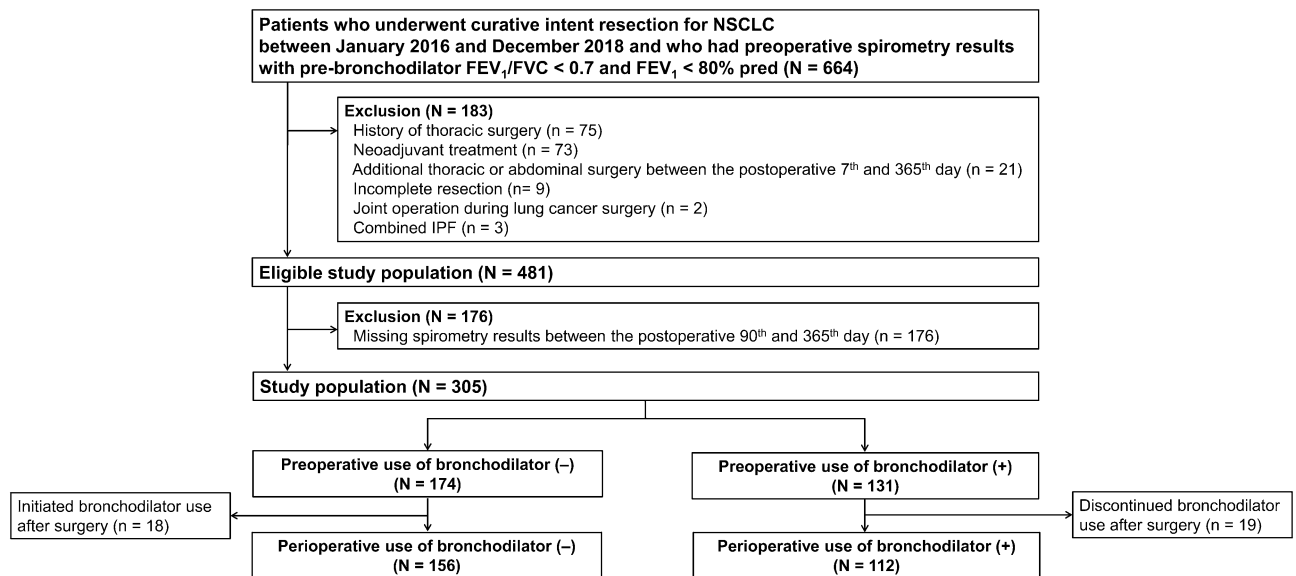 Patients who underwent curative intent resection for NSCLC
between January 2016 and December 2018 and who had preoperative spirometry results
with pre-bronchodilator FEV₁/FVC < 0.7 and FEV₁ < 80% pred (N = 664)
Exclusion (N = 183)
History of thoracic surgery (n = 75)
Neoadjuvant treatment (n = 73)
Additional thoracic or abdominal surgery between the postoperative 7ᵗʰ and 365ᵗʰ day (n = 21)
Incomplete resection (n= 9)
Joint operation during lung cancer surgery (n = 2)
Combined IPF (n = 3)
Eligible study population (N = 481)
Exclusion (N = 176)
Missing spirometry results between the postoperative 90ᵗʰ and 365ᵗʰ day (n = 176)
Study population (N = 305)
Preoperative use of bronchodilator (–)
(N = 174)
Preoperative use of bronchodilator (+)
(N = 131)
Initiated bronchodilator use
after surgery (n = 18)
Discontinued bronchodilator
use after surgery (n = 19)
Perioperative use of bronchodilator (–)
(N = 156)
Perioperative use of bronchodilator (+)
(N = 112)